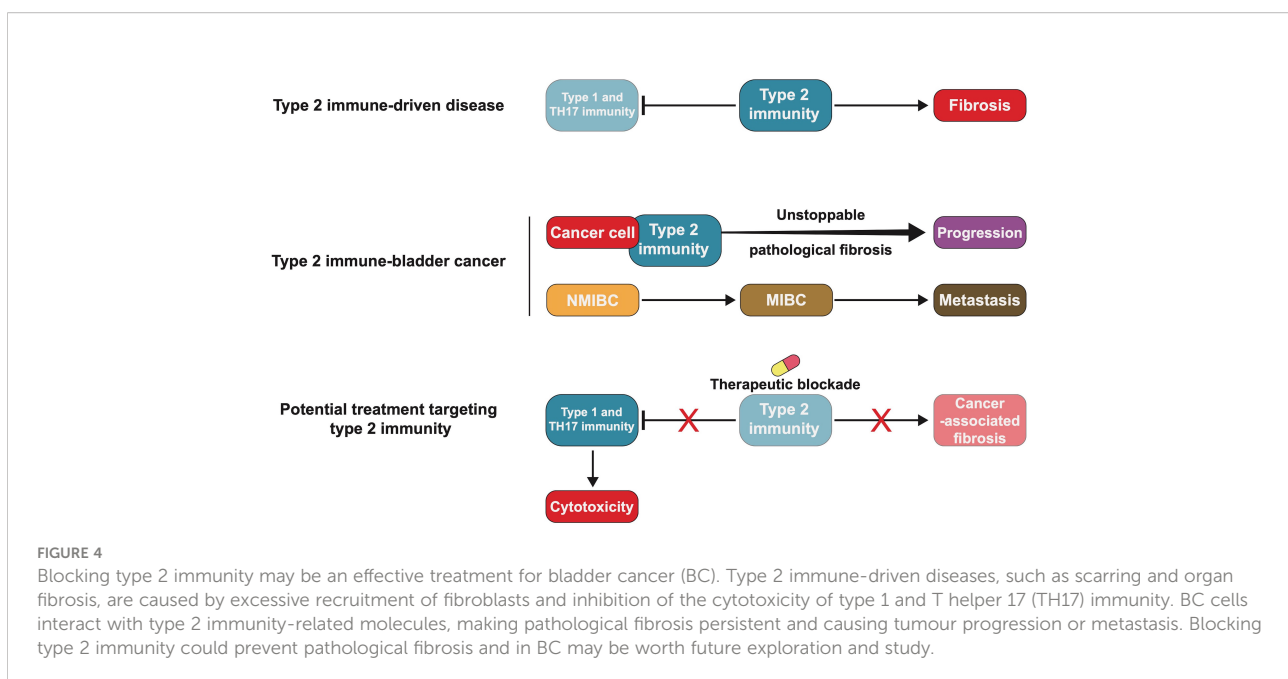 Type 2 immune-driven disease
Type 1 and
TH17 immunity
Type 2
immunity
Fibrosis
Type 2 immune-bladder cancer
Cancer cell
Type 2
immunity
Unstoppable
pathological fibrosis
Progression
NMIBC
MIBC
Metastasis
Potential treatment targeting
type 2 immunity
Type 1 and
TH17 immunity
Therapeutic blockade
Type 2
immunity
Cancer
-associated
fibrosis
X
X
Cytotoxicity
FIGURE 4
Blocking type 2 immunity may be an effective treatment for bladder cancer (BC). Type 2 immune-driven diseases, such as scarring and organ
fibrosis, are caused by excessive recruitment of fibroblasts and inhibition of the cytotoxicity of type 1 and T helper 17 (TH17) immunity. BC cells
interact with type 2 immunity-related molecules, making pathological fibrosis persistent and causing tumour progression or metastasis. Blocking
type 2 immunity could prevent pathological fibrosis and in BC may be worth future exploration and study.